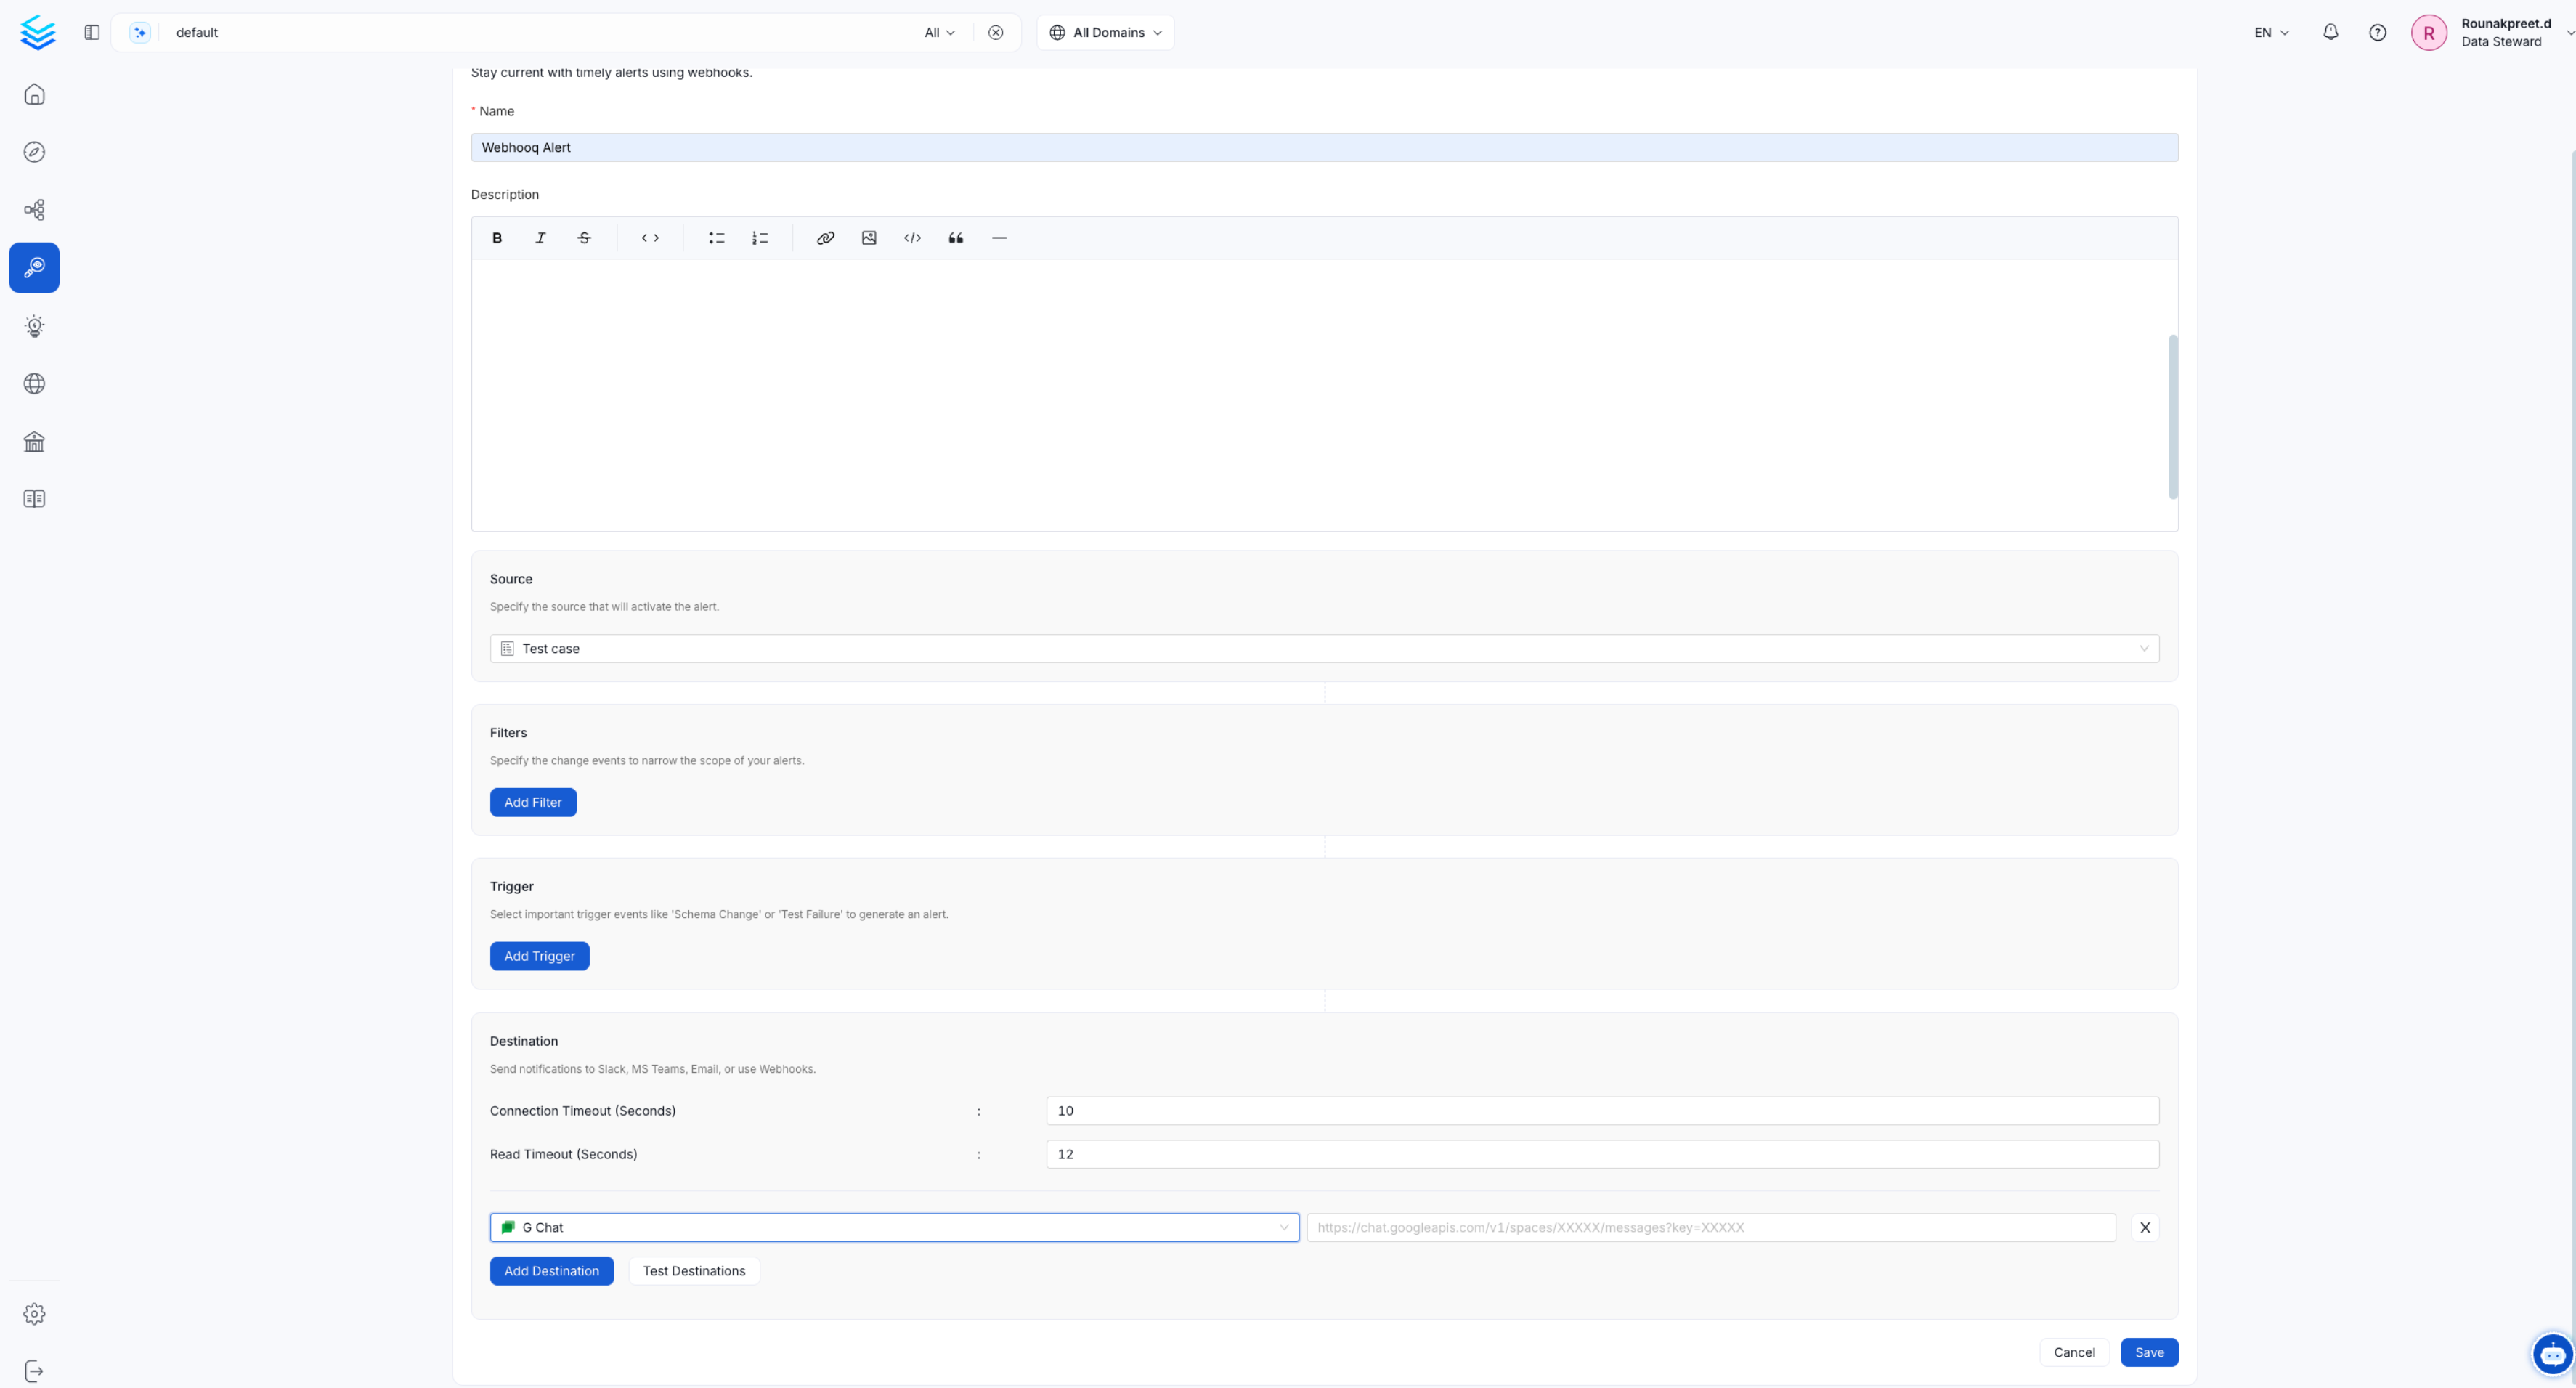 default
All
All Domains
EN
R
Rounakpreet.d
Data Steward
Stay current with timely alerts using webhooks.
* Name
Webhooq Alert
Description
Source
Specify the source that will activate the alert.
Test case
Filters
Specify the change events to narrow the scope of your alerts.
Add Filter
Trigger
Select important trigger events like 'Schema Change' or 'Test Failure' to generate an alert.
Add Trigger
Destination
Send notifications to Slack, MS Teams, Email, or use Webhooks.
Connection Timeout (Seconds) : 10
Read Timeout (Seconds) : 12
G Chat
https://chat.googleapis.com/v1/spaces/XXXXX/messages?key=XXXXX
X
Add Destination
Test Destinations
Cancel
Save